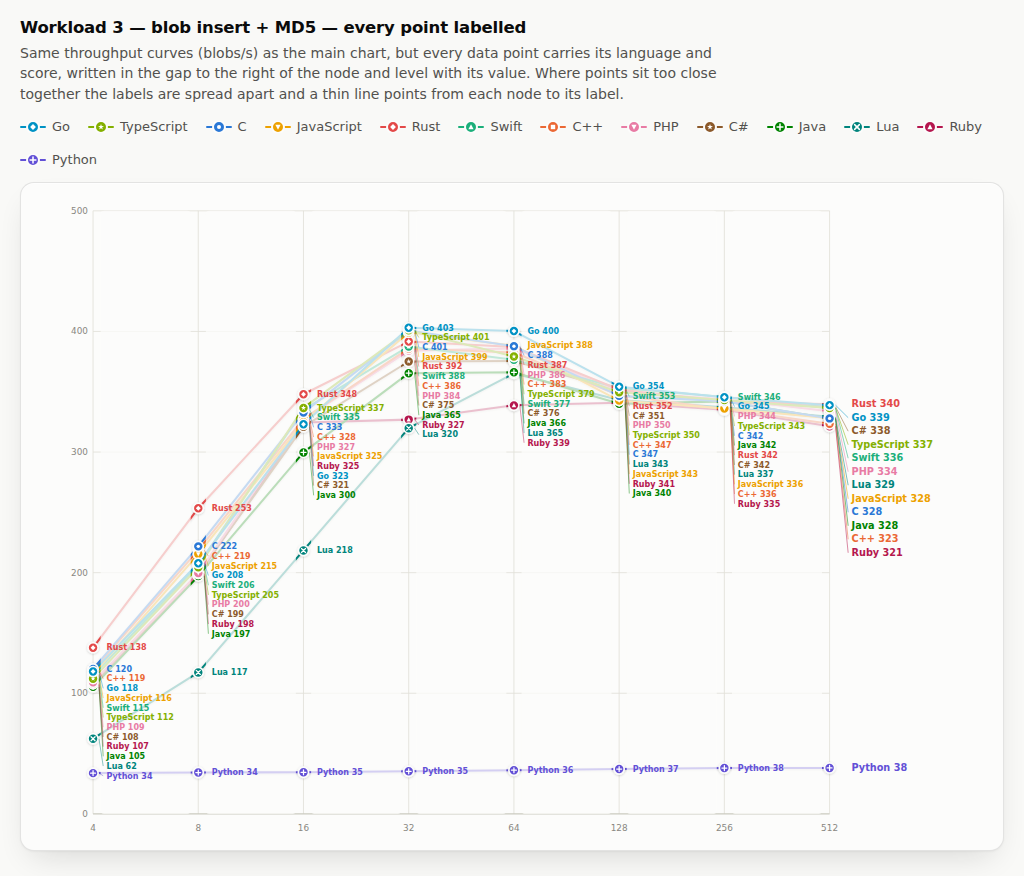 Workload 3 — blob insert + MD5 — every point labelled
Same throughput curves (blobs/s) as the main chart, but every data point carries its language and
score, written in the gap to the right of the node and level with its value. Where points sit too close
together the labels are spread apart and a thin line points from each node to its label.
Go TypeScript C JavaScript Rust Swift C++ PHP C# Java Lua Ruby
Python
500
400
300
200
100
0
Rust 138
C 120
C++ 119
Go 118
JavaScript 116
Swift 115
TypeScript 112
PHP 109
C# 108
Ruby 107
Java 105
Lua 62
Python 34
Rust 253
C 222
C++ 219
JavaScript 215
Go 208
Swift 206
TypeScript 205
PHP 200
C# 199
Ruby 198
Java 197
Lua 117
Python 34
Rust 348
TypeScript 337
Swift 335
C 333
C++ 328
PHP 327
JavaScript 325
Ruby 325
Go 323
C# 321
Java 300
Lua 218
Python 35
Go 403
TypeScript 401
C 401
JavaScript 399
Rust 392
Swift 388
C++ 386
PHP 384
C# 375
Java 365
Ruby 327
Lua 320
Python 35
Go 400
JavaScript 388
C 388
Rust 387
PHP 386
C++ 383
TypeScript 379
Swift 377
C# 376
Java 366
Lua 365
Ruby 339
Python 36
Go 354
Swift 353
Rust 352
C# 351
PHP 350
TypeScript 350
C++ 347
C 347
Lua 343
JavaScript 343
Ruby 341
Java 340
Python 37
Swift 346
Go 345
PHP 344
TypeScript 343
C 342
Java 342
Rust 342
C# 342
Lua 337
JavaScript 336
C++ 336
Ruby 335
Python 38
Rust 340
Go 339
C# 338
TypeScript 337
Swift 336
PHP 334
Lua 329
JavaScript 328
C 328
Java 328
C++ 323
Ruby 321
Python 38
4 8 16 32 64 128 256 512